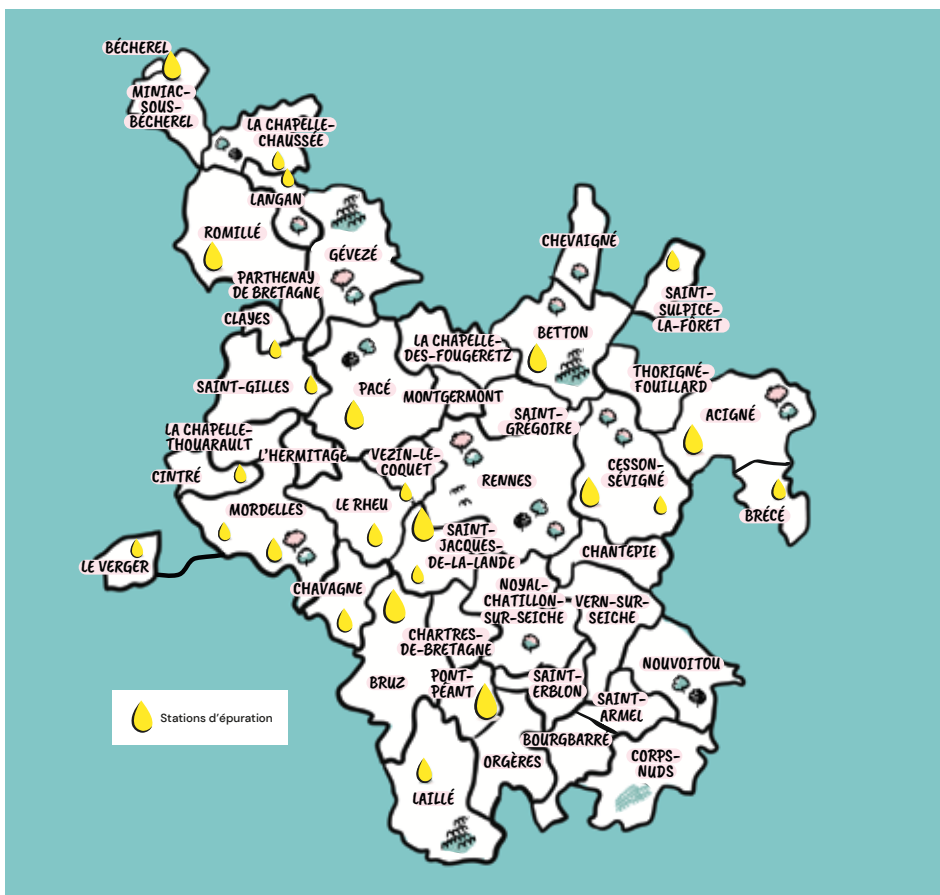 BÉCHEREL
MINIAC-
SOUS-
BÉCHEREL
LA CHAPELLE-
CHAUSSÉE
LANGAN
ROMILLÉ
GÉVEZÉ
CHEVAIGNÉ
PARTHENAY
DE BRETAGNE
SAINT-
SULPICE-
LA-FÔRET
CLAYES
LA CHAPELLE-
DES-FOUGERETZ
BETTON
THORIGNÉ-
FOUILLARD
SAINT-GILLES
PACÉ
MONTGERMONT
SAINT-
GRÉGOIRE
ACIGNÉ
LA CHAPELLE-
THOUARAULT
L'HERMITAGE
VEZIN-LE-
COQUET
CINTRÉ
RENNES
CESSON-
SÉVIGNÉ
MORDELLES
LE RHEU
BRÉCÉ
SAINT-
JACQUES-
DE-LA-LANDE
CHANTEPIE
LE VERGER
CHAVAGNE
NOYAL-
CHATILLON-
SUR-SEICHE
VERN-SUR-
SEICHE
CHARTRES-
DE-BRETAGNE
NOUVOITOU
BRUZ
PONT-
PÉANT
SAINT-
ERBLON
SAINT-
ARMEL
BOURGBARRÉ
ORGÈRES
CORPS-
NUDS
LAILLÉ
Stations d'épuration